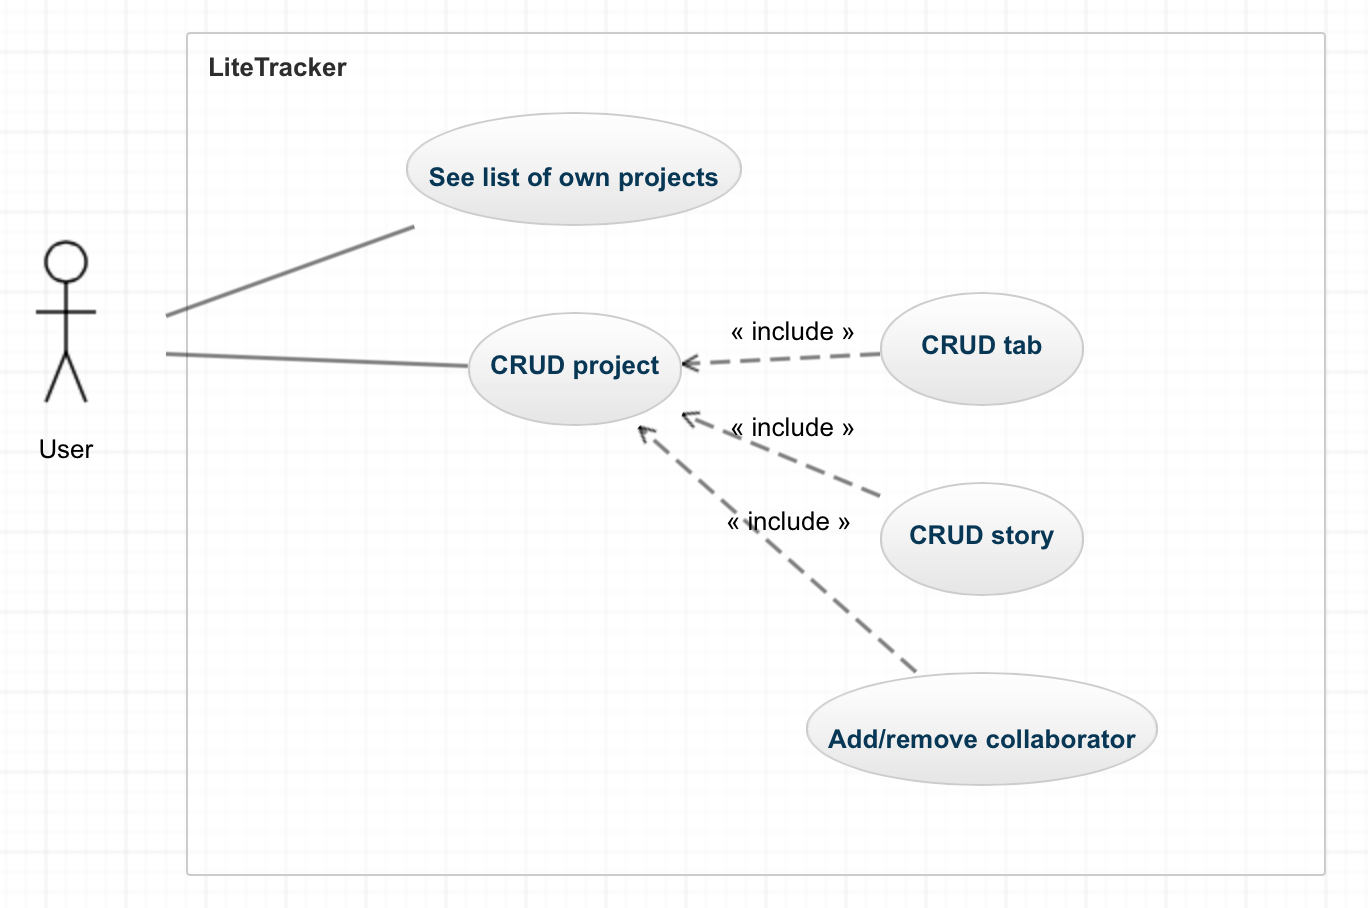 LiteTracker
See list of own projects
« include »
CRUD tab
CRUD project
« include »
User
« include »
CRUD story
Add/remove collaborator